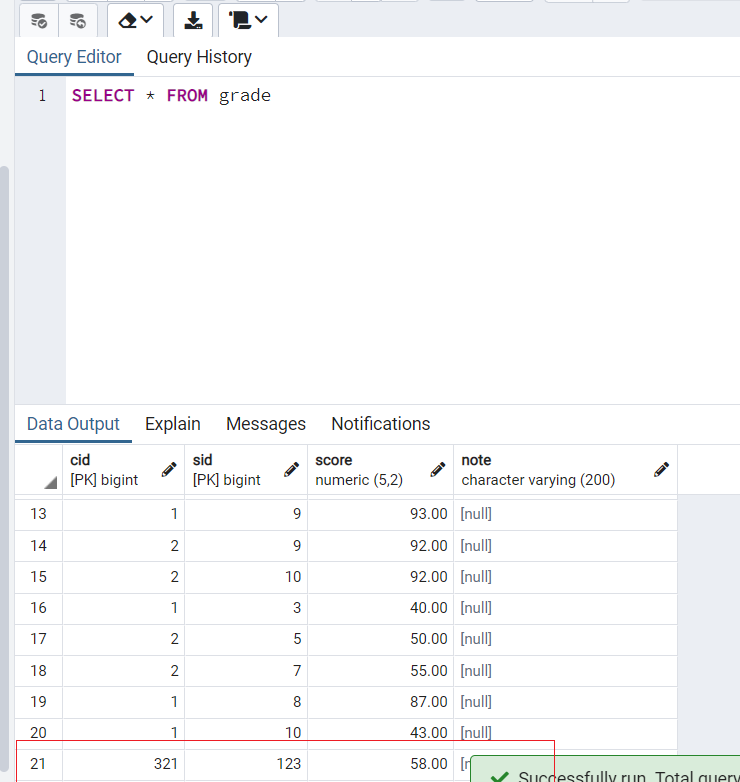 Query Editor Query History
1 SELECT * FROM grade
Data Output Explain Messages Notifications
cid sid score note
[PK] bigint [PK] bigint numeric (5,2) character varying (200)
13 1 9 93.00 [null]
14 2 9 92.00 [null]
15 2 10 92.00 [null]
16 1 3 40.00 [null]
17 2 5 50.00 [null]
18 2 7 55.00 [null]
19 1 8 87.00 [null]
20 1 10 43.00 [null]
21 321 123 58.00
Successfully run. Total query